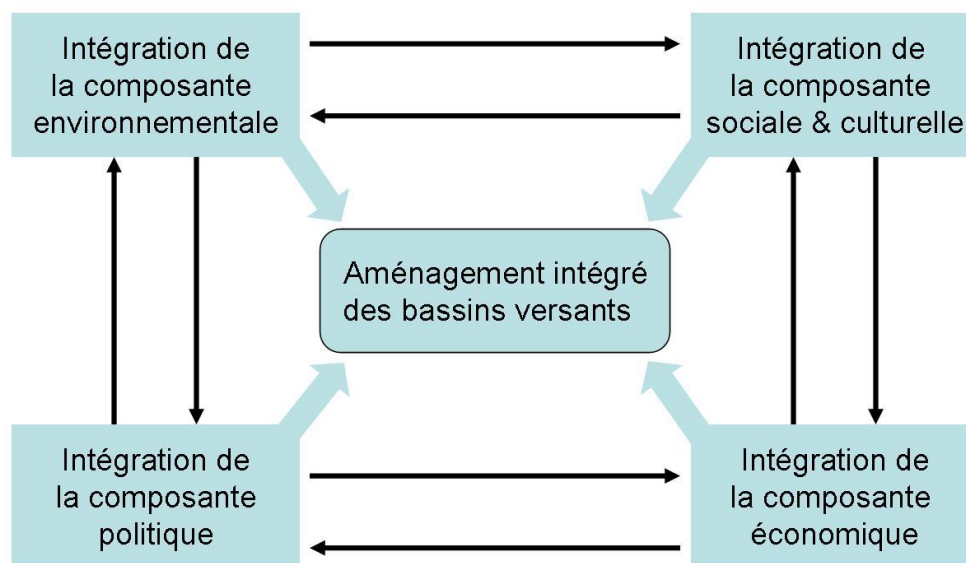 Intégration de
la composante
environnementale
Intégration de
la composante
sociale & culturelle
Aménagement intégré
des bassins versants
Intégration de
la composante
politique
Intégration de
la composante
économique